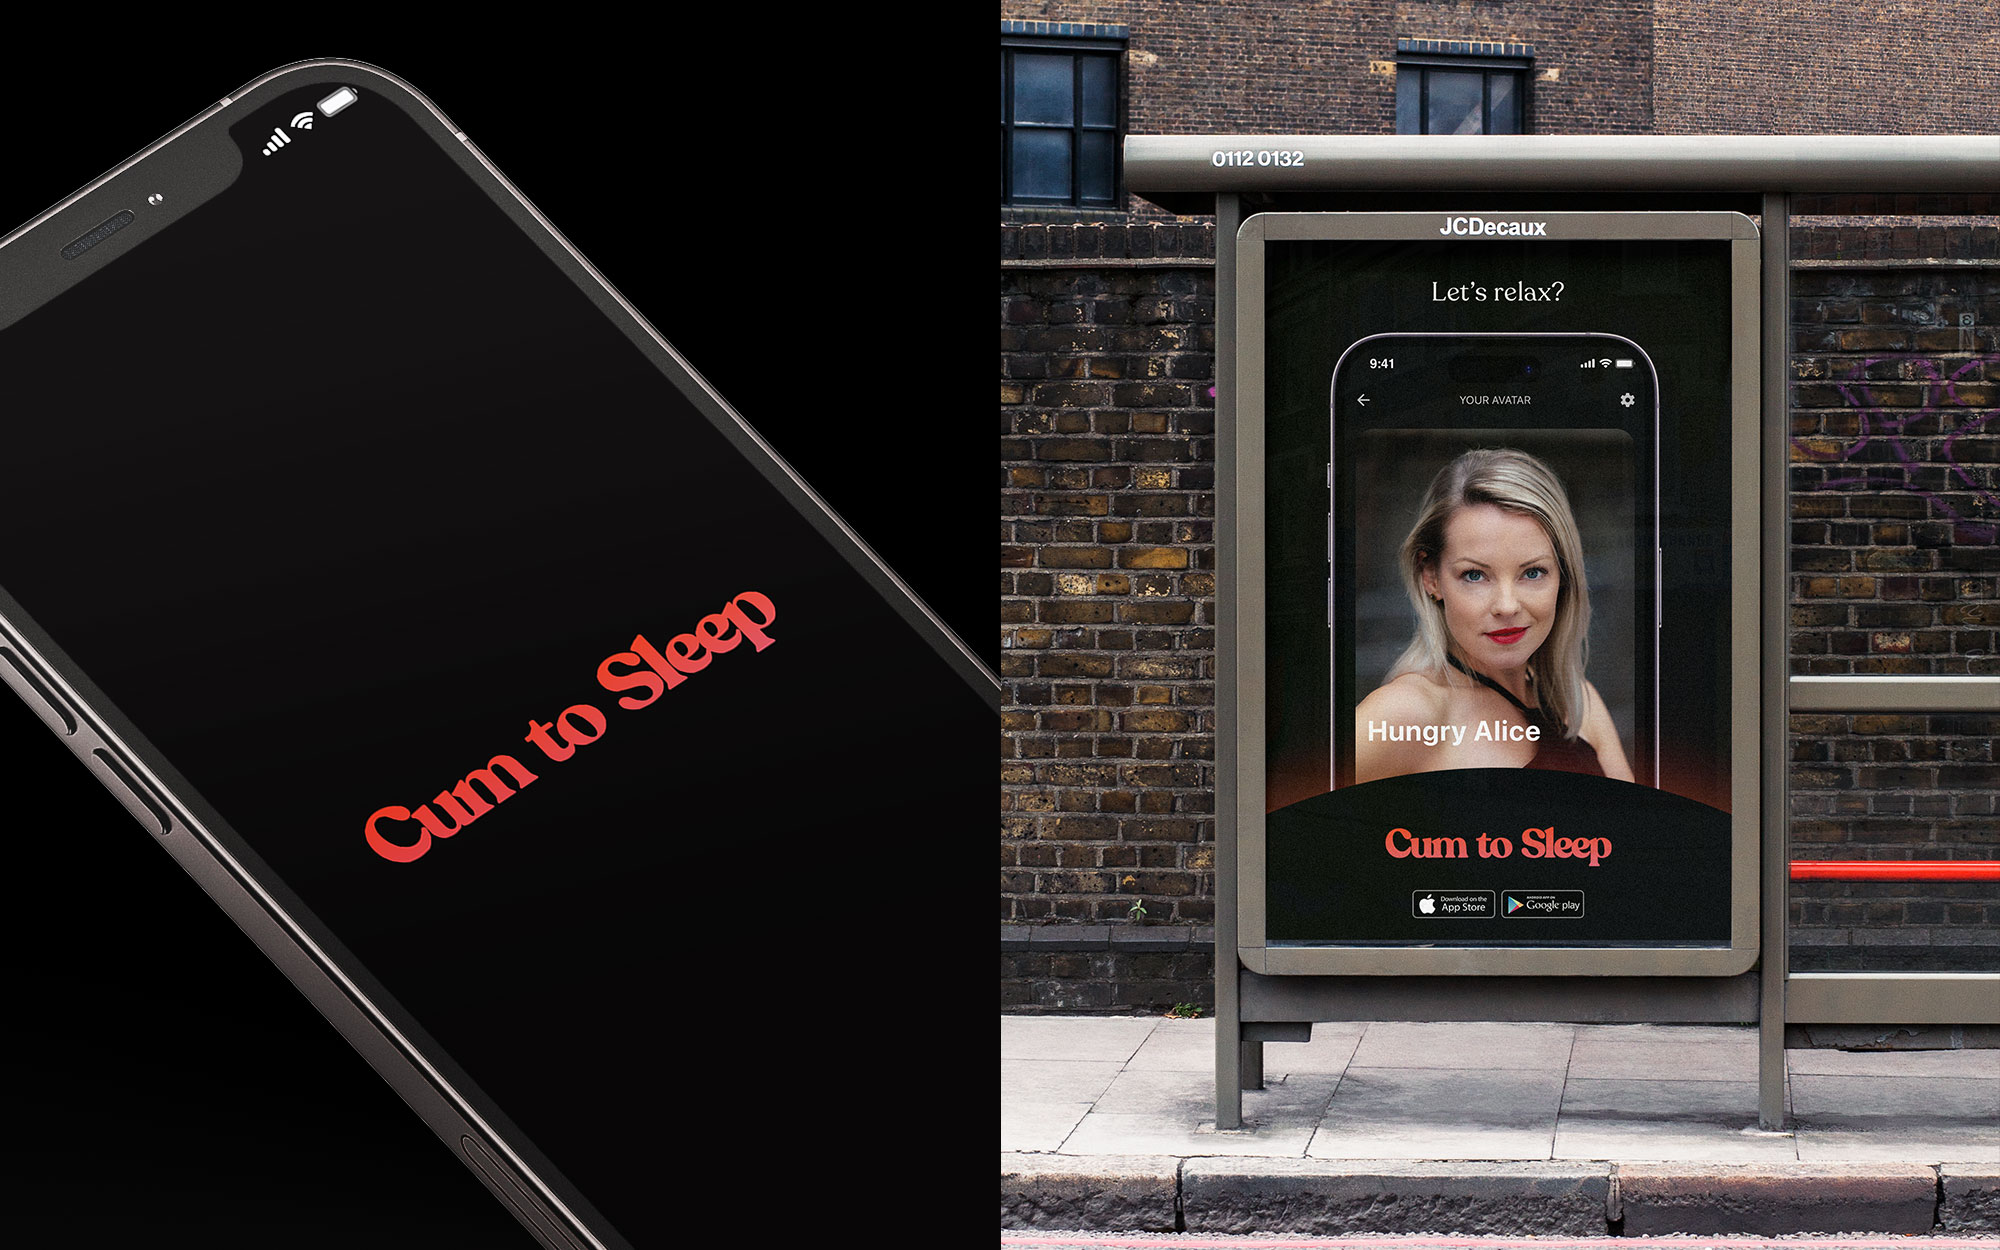 Cum to Sleep
0112 0132
JCDecaux
Let's relax?
9:41
YOUR AVATAR
Hungry Alice
Cum to Sleep
Download on the
App Store
ANDROID APP ON
Google play